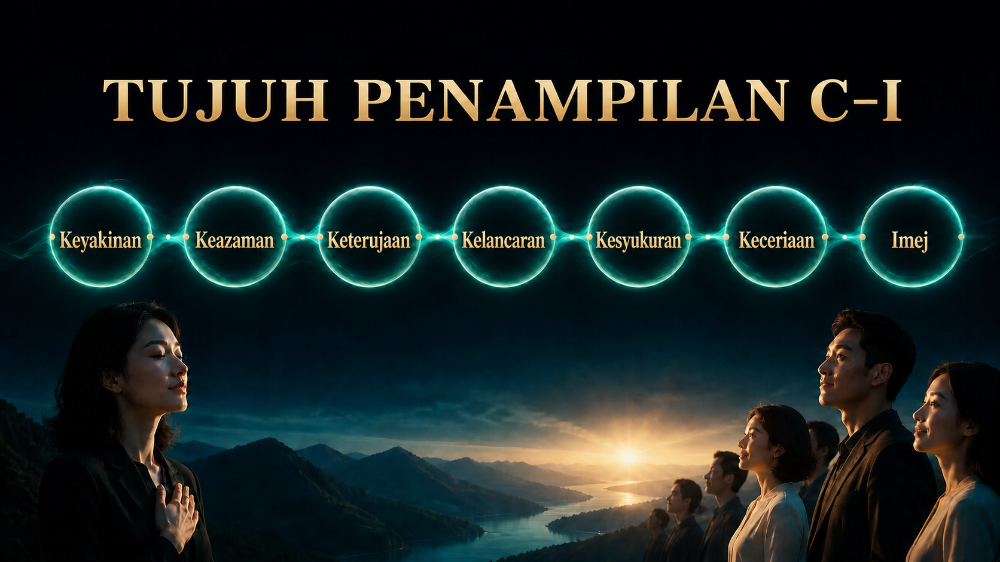 TUJUH PENAMPILAN C-I
Keyakinan Keazaman Keterujaan Kelancaran Kesyukuran Keceriaan Imej